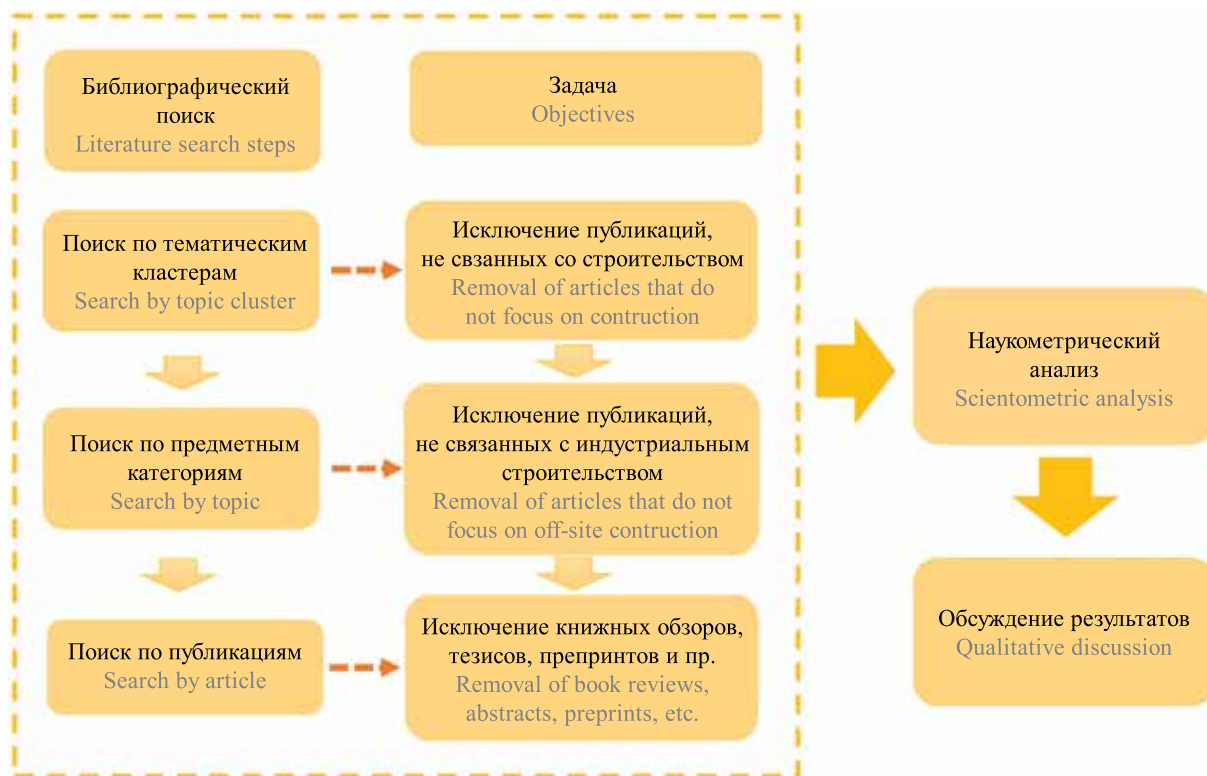 Библиографический
поиск
Literature search steps
Задача
Objectives
Поиск по тематическим
кластерам
Search by topic cluster
Исключение публикаций,
не свзанных со строительством
Removal of articles that do
not focus on contruction
Поиск по предметным
категориям
Search by topic
Исключение публикаций,
не связанных с индустриальным
строительством
Removal of articles that do not
focus on off-site contruction
Поиск по публикациям
Search by article
Исключение книжных обзоров,
тезисов, препринтов и пр.
Removal of book reviews,
abstracts, preprints, etc.
Наукометрический
анализ
Scientometric analysis
Обсуждение результатов
Qualitative discussion